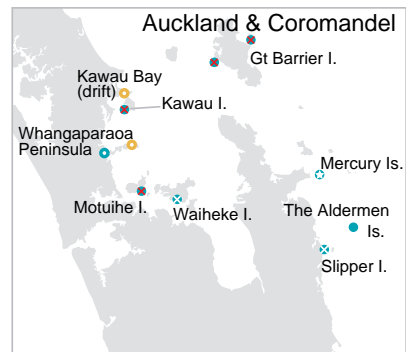 Auckland & Coromandel
Gt Barrier I.
Kawau Bay
(drift)
Kawau I.
Whangaparaoa
Peninsula
Mercury Is.
Motuihe I.
Waiheke I.
The Aldermen
Is.
Slipper I.